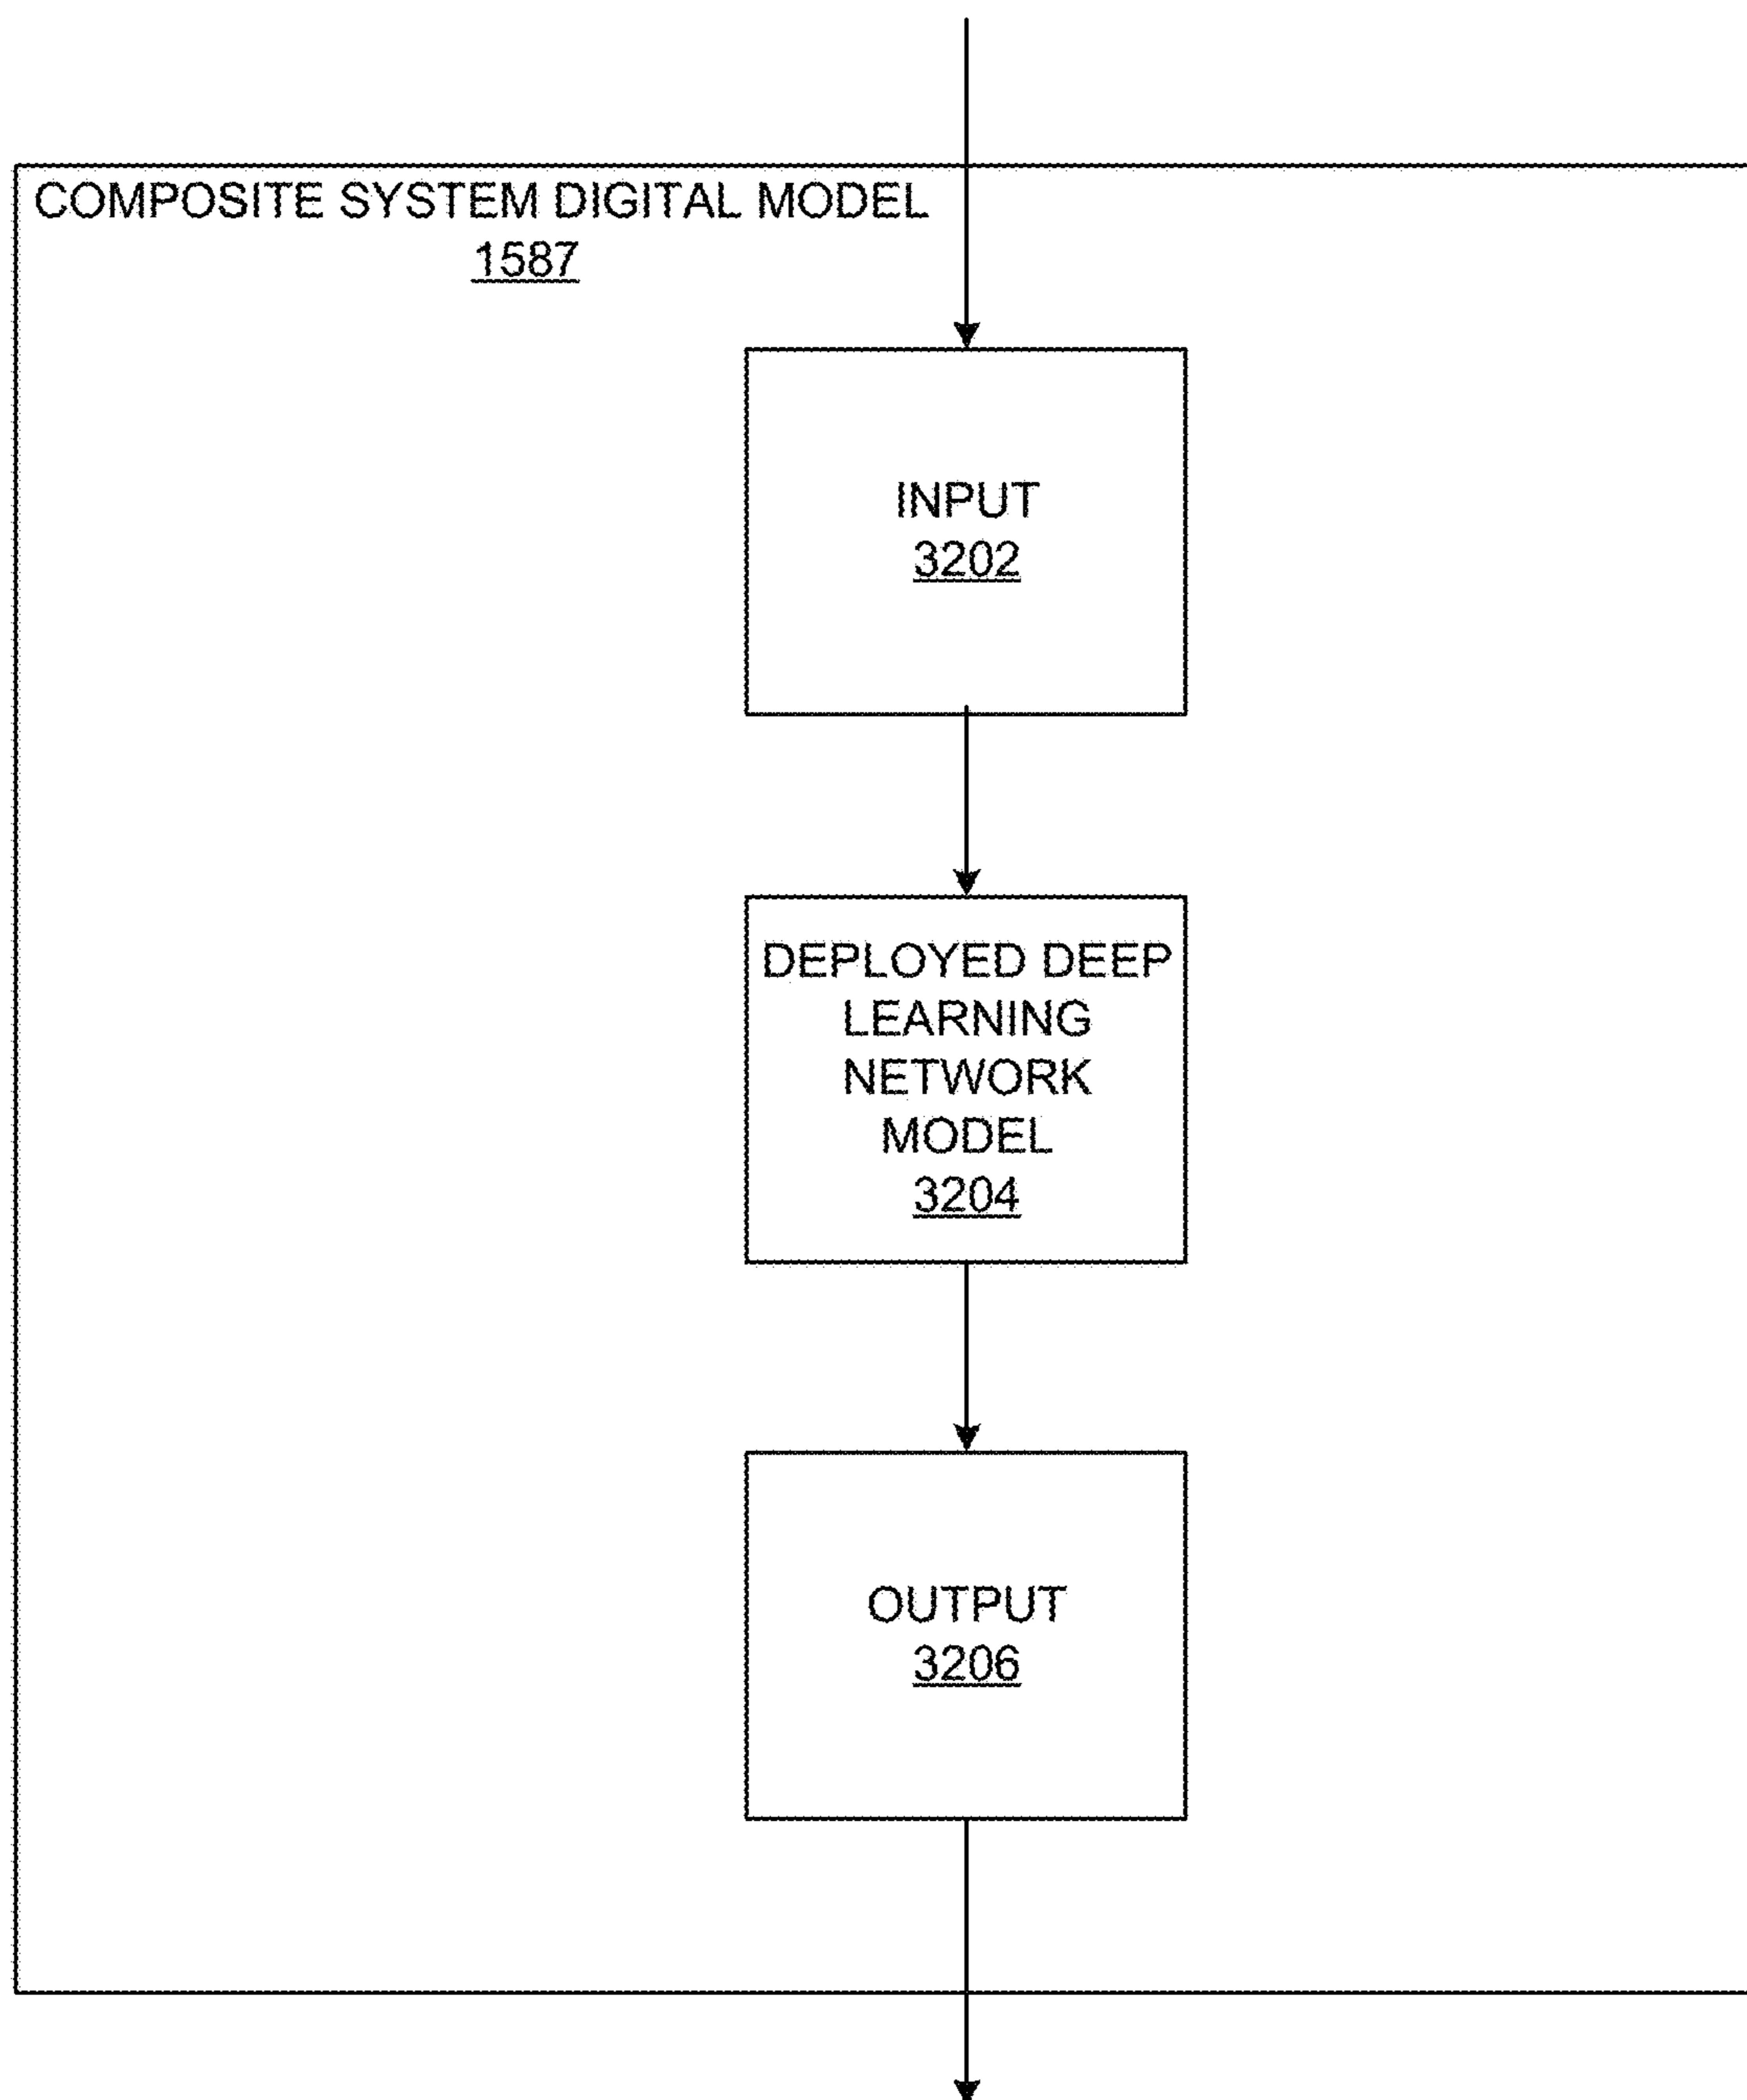 COMPOSITE SYSTEM DIGITAL MODEL
1587
INPUT
3202
DEPLOYED DEEP
LEARNING
NETWORK
MODEL
3204
OUTPUT
3206